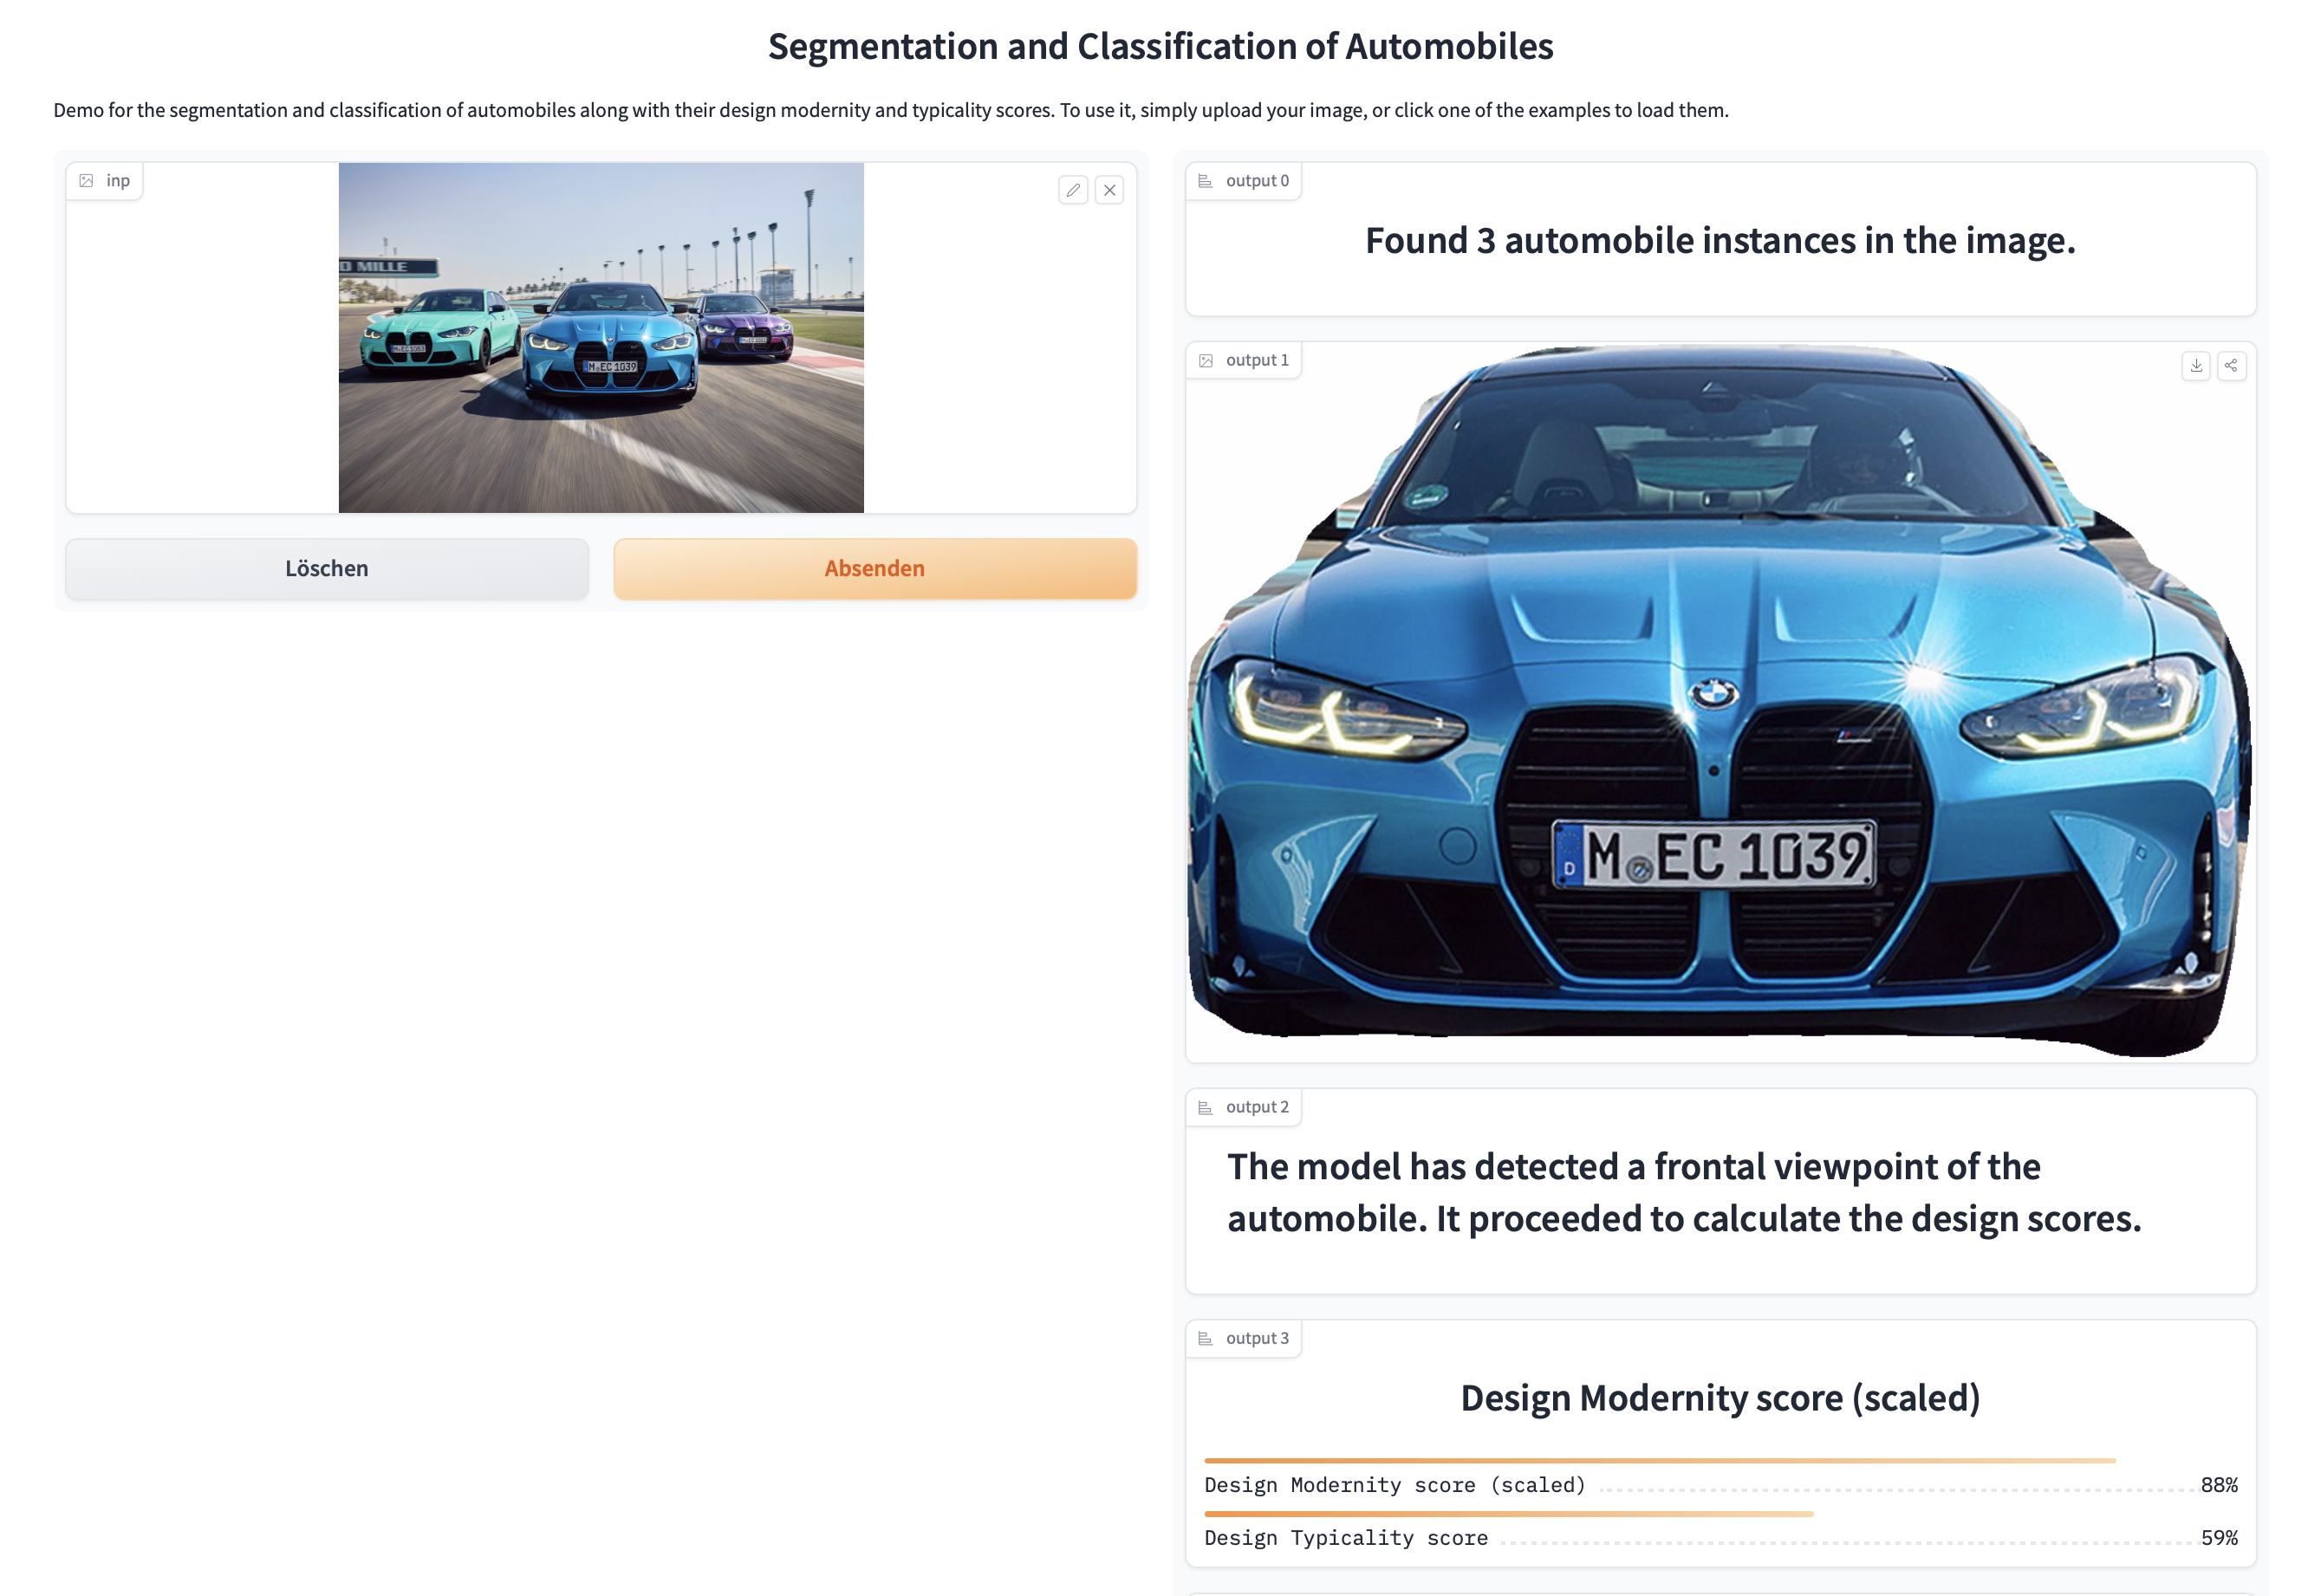 Segmentation and Classification of Automobiles
Demo for the segmentation and classification of automobiles along with their design modernity and typicality scores. To use it, simply upload your image, or click one of the examples to load them.
inp
D MILLE
M EC 1039
Löschen
Absenden
output 0
Found 3 automobile instances in the image.
output 1
M EC 1039
D
output 2
The model has detected a frontal viewpoint of the
automobile. It proceeded to calculate the design scores.
output 3
Design Modernity score (scaled)
Design Modernity score (scaled) 88%
Design Typicality score 59%